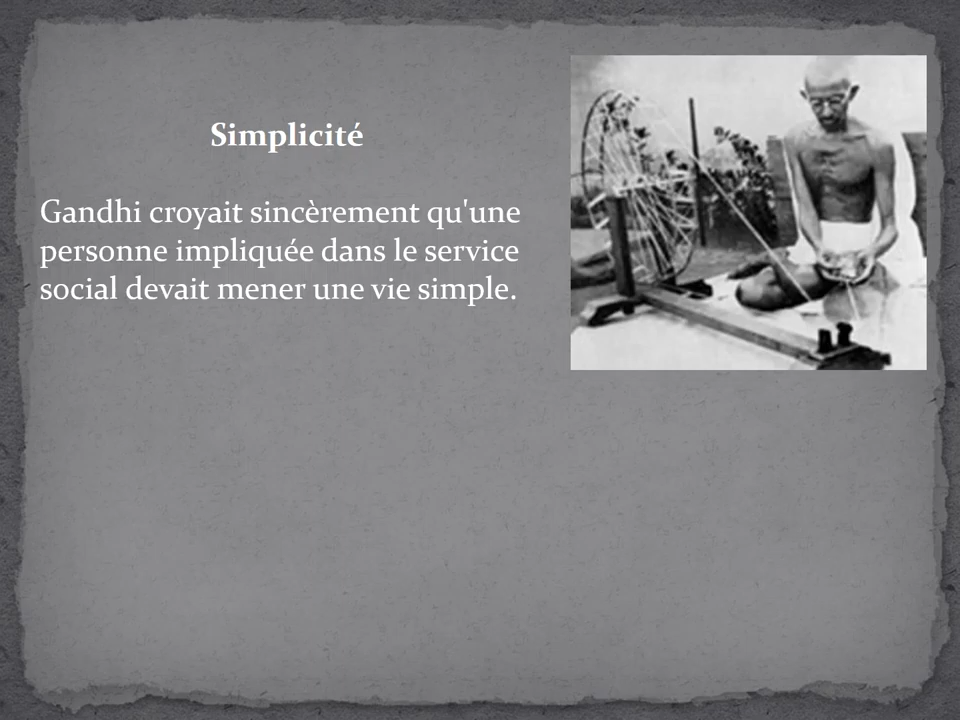 Simplicité
Gandhi croyait sincèrement qu'une
personne impliquée dans le service
social devait mener une vie simple.